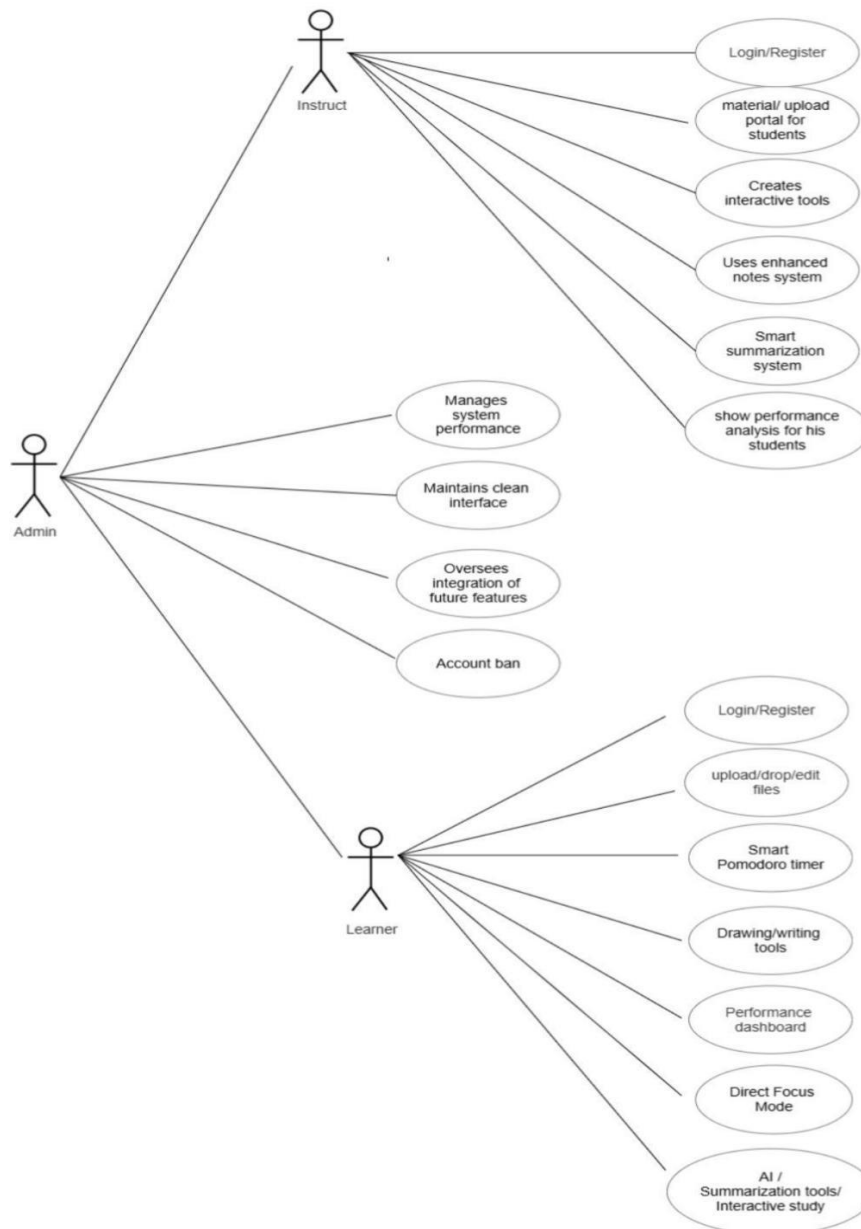 Login/Register
Instruct
material/ upload
portal for
students
Creates
interactive tools
Uses enhanced
notes system
Smart
summarization
system
show performance
analysis for his
students
Manages
system
performance
Maintains clean
interface
Admin
Oversees
integration of
future features
Account ban
Login/Register
upload/drop/edit
files
Smart
Pomodoro timer
Learner
Drawing/writing
tools
Performance
dashboard
Direct Focus
Mode
AI /
Summarization tools/
Interactive study